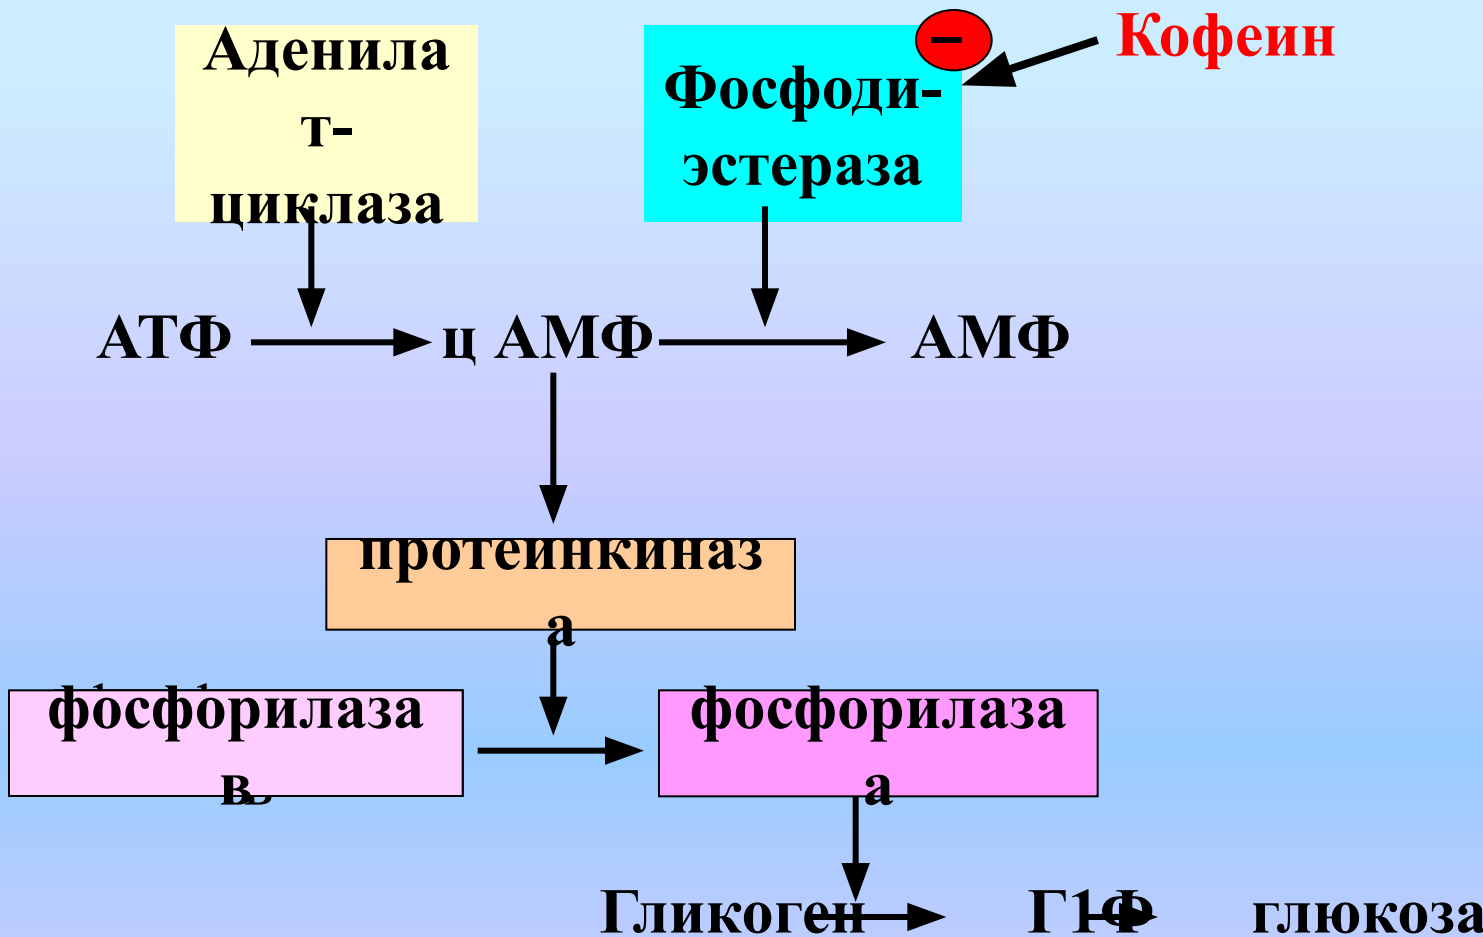 Аденила
т-
циклаза
Фосфоди-
эстераза
–
Кофеин
АТФ
ц АМФ
АМФ
протеинкиназ
а
фосфорилаза
в
фосфорилаза
а
Гликоген
Г1Ф
глюкоза